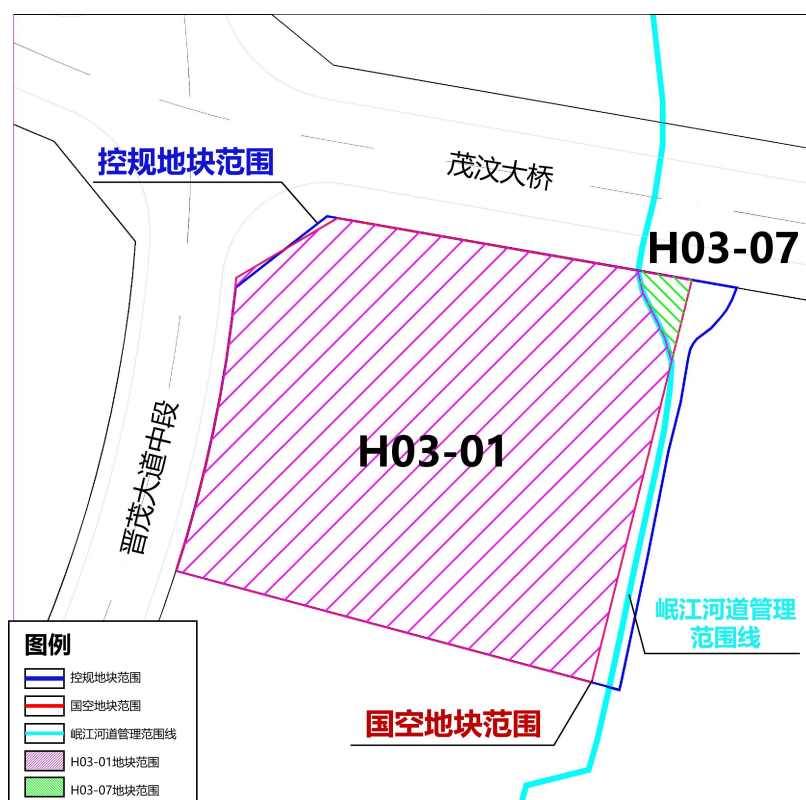 茂汶大桥
控规地块范围
H03-07
H03-01
晋茂大道中段
岷江河道管理
范围线
国空地块范围
图例
控规地块范围
国空地块范围
岷江河道管理范围线
H03-01地块范围
H03-07地块范围